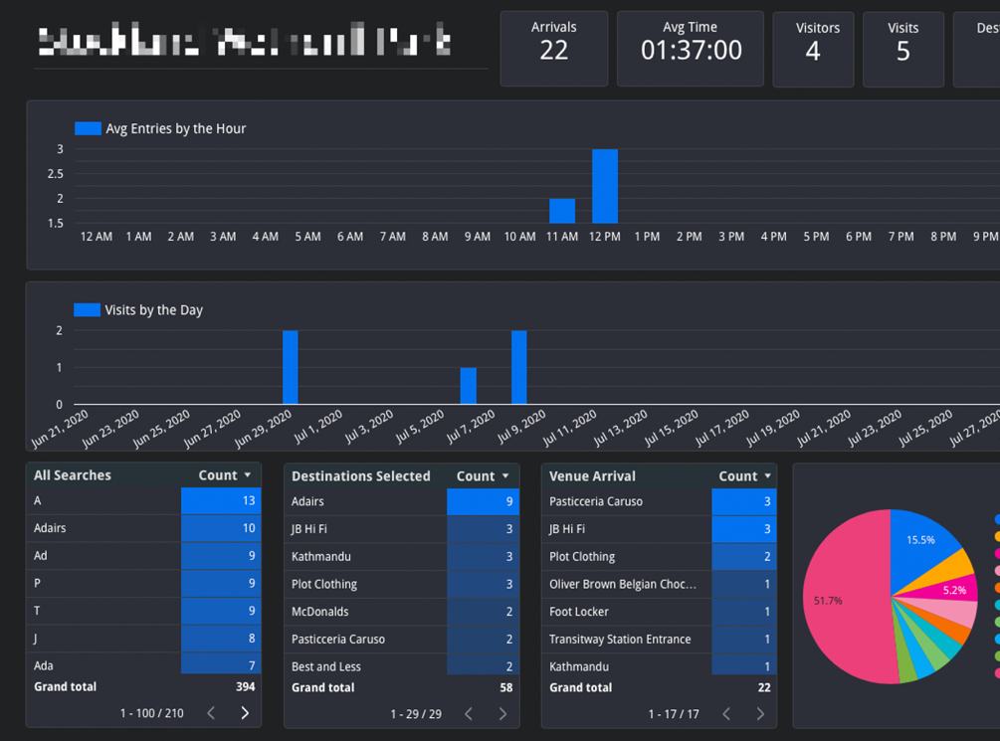 Arrivals
22
Avg Time
01:37:00
Visitors
4
Visits
5
Des
Avg Entries by the Hour
3
2.5
2
1.5
12 AM 1 AM 2 AM 3 AM 4 AM 5 AM 6 AM 7 AM 8 AM 9 AM 10 AM 11 AM 12 PM 1 PM 2 PM 3 PM 4 PM 5 PM 6 PM 7 PM 8 PM 9 PM
Visits by the Day
2
1
0
Jun 21, 2020 Jun 23, 2020 Jun 25, 2020 Jun 27, 2020 Jun 29, 2020 Jul 1, 2020 Jul 3, 2020 Jul 5, 2020 Jul 7, 2020 Jul 9, 2020 Jul 11, 2020 Jul 13, 2020 Jul 15, 2020 Jul 17, 2020 Jul 19, 2020 Jul 21, 2020 Jul 23, 2020 Jul 25, 2020 Jul 27, 20
All Searches Count
A 13
Adairs 10
Ad 9
P 9
T 9
J 8
Ada 7
Grand total 394
1 - 100 / 210
Destinations Selected Count
Adairs 9
JB Hi Fi 3
Kathmandu 3
Plot Clothing 3
McDonalds 2
Pasticceria Caruso 2
Best and Less 2
Grand total 58
1 - 29 / 29
Venue Arrival Count
Pasticceria Caruso 3
JB Hi Fi 3
Plot Clothing 2
Oliver Brown Belgian Choc... 1
Foot Locker 1
Transitway Station Entrance 1
Kathmandu 1
Grand total 22
1 - 17 / 17
15.5%
5.2%
51.7%